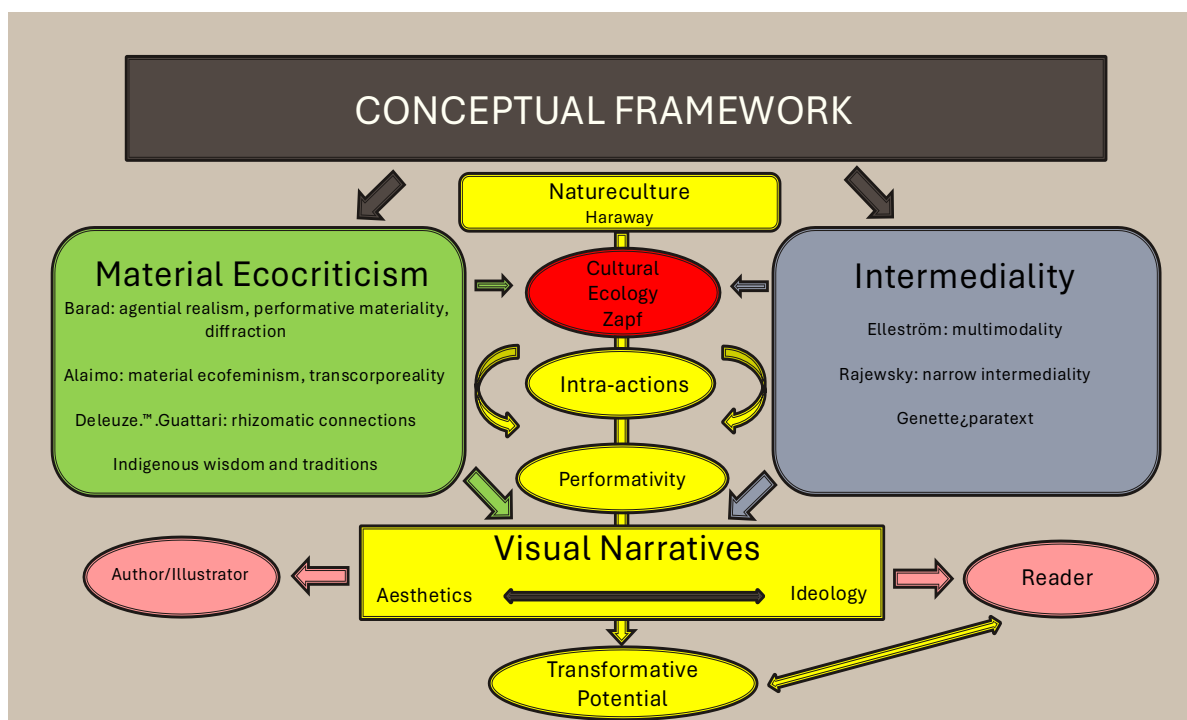 CONCEPTUAL FRAMEWORK
Natureculture
Haraway
Material Ecocriticism
Barad: agential realism, performative materiality,
diffraction
Alaimo: material ecofeminism, transcorporeality
Deleuze.™.Guattari: rhizomatic connections
Indigenous wisdom and traditions
Cultural
Ecology
Zapf
Intra-actions
Performativity
Intermediality
Elleström: multimodality
Rajewsky: narrow intermediality
Genette¿paratext
Visual Narratives
Aesthetics
Ideology
Author/Illustrator
Reader
Transformative
Potential